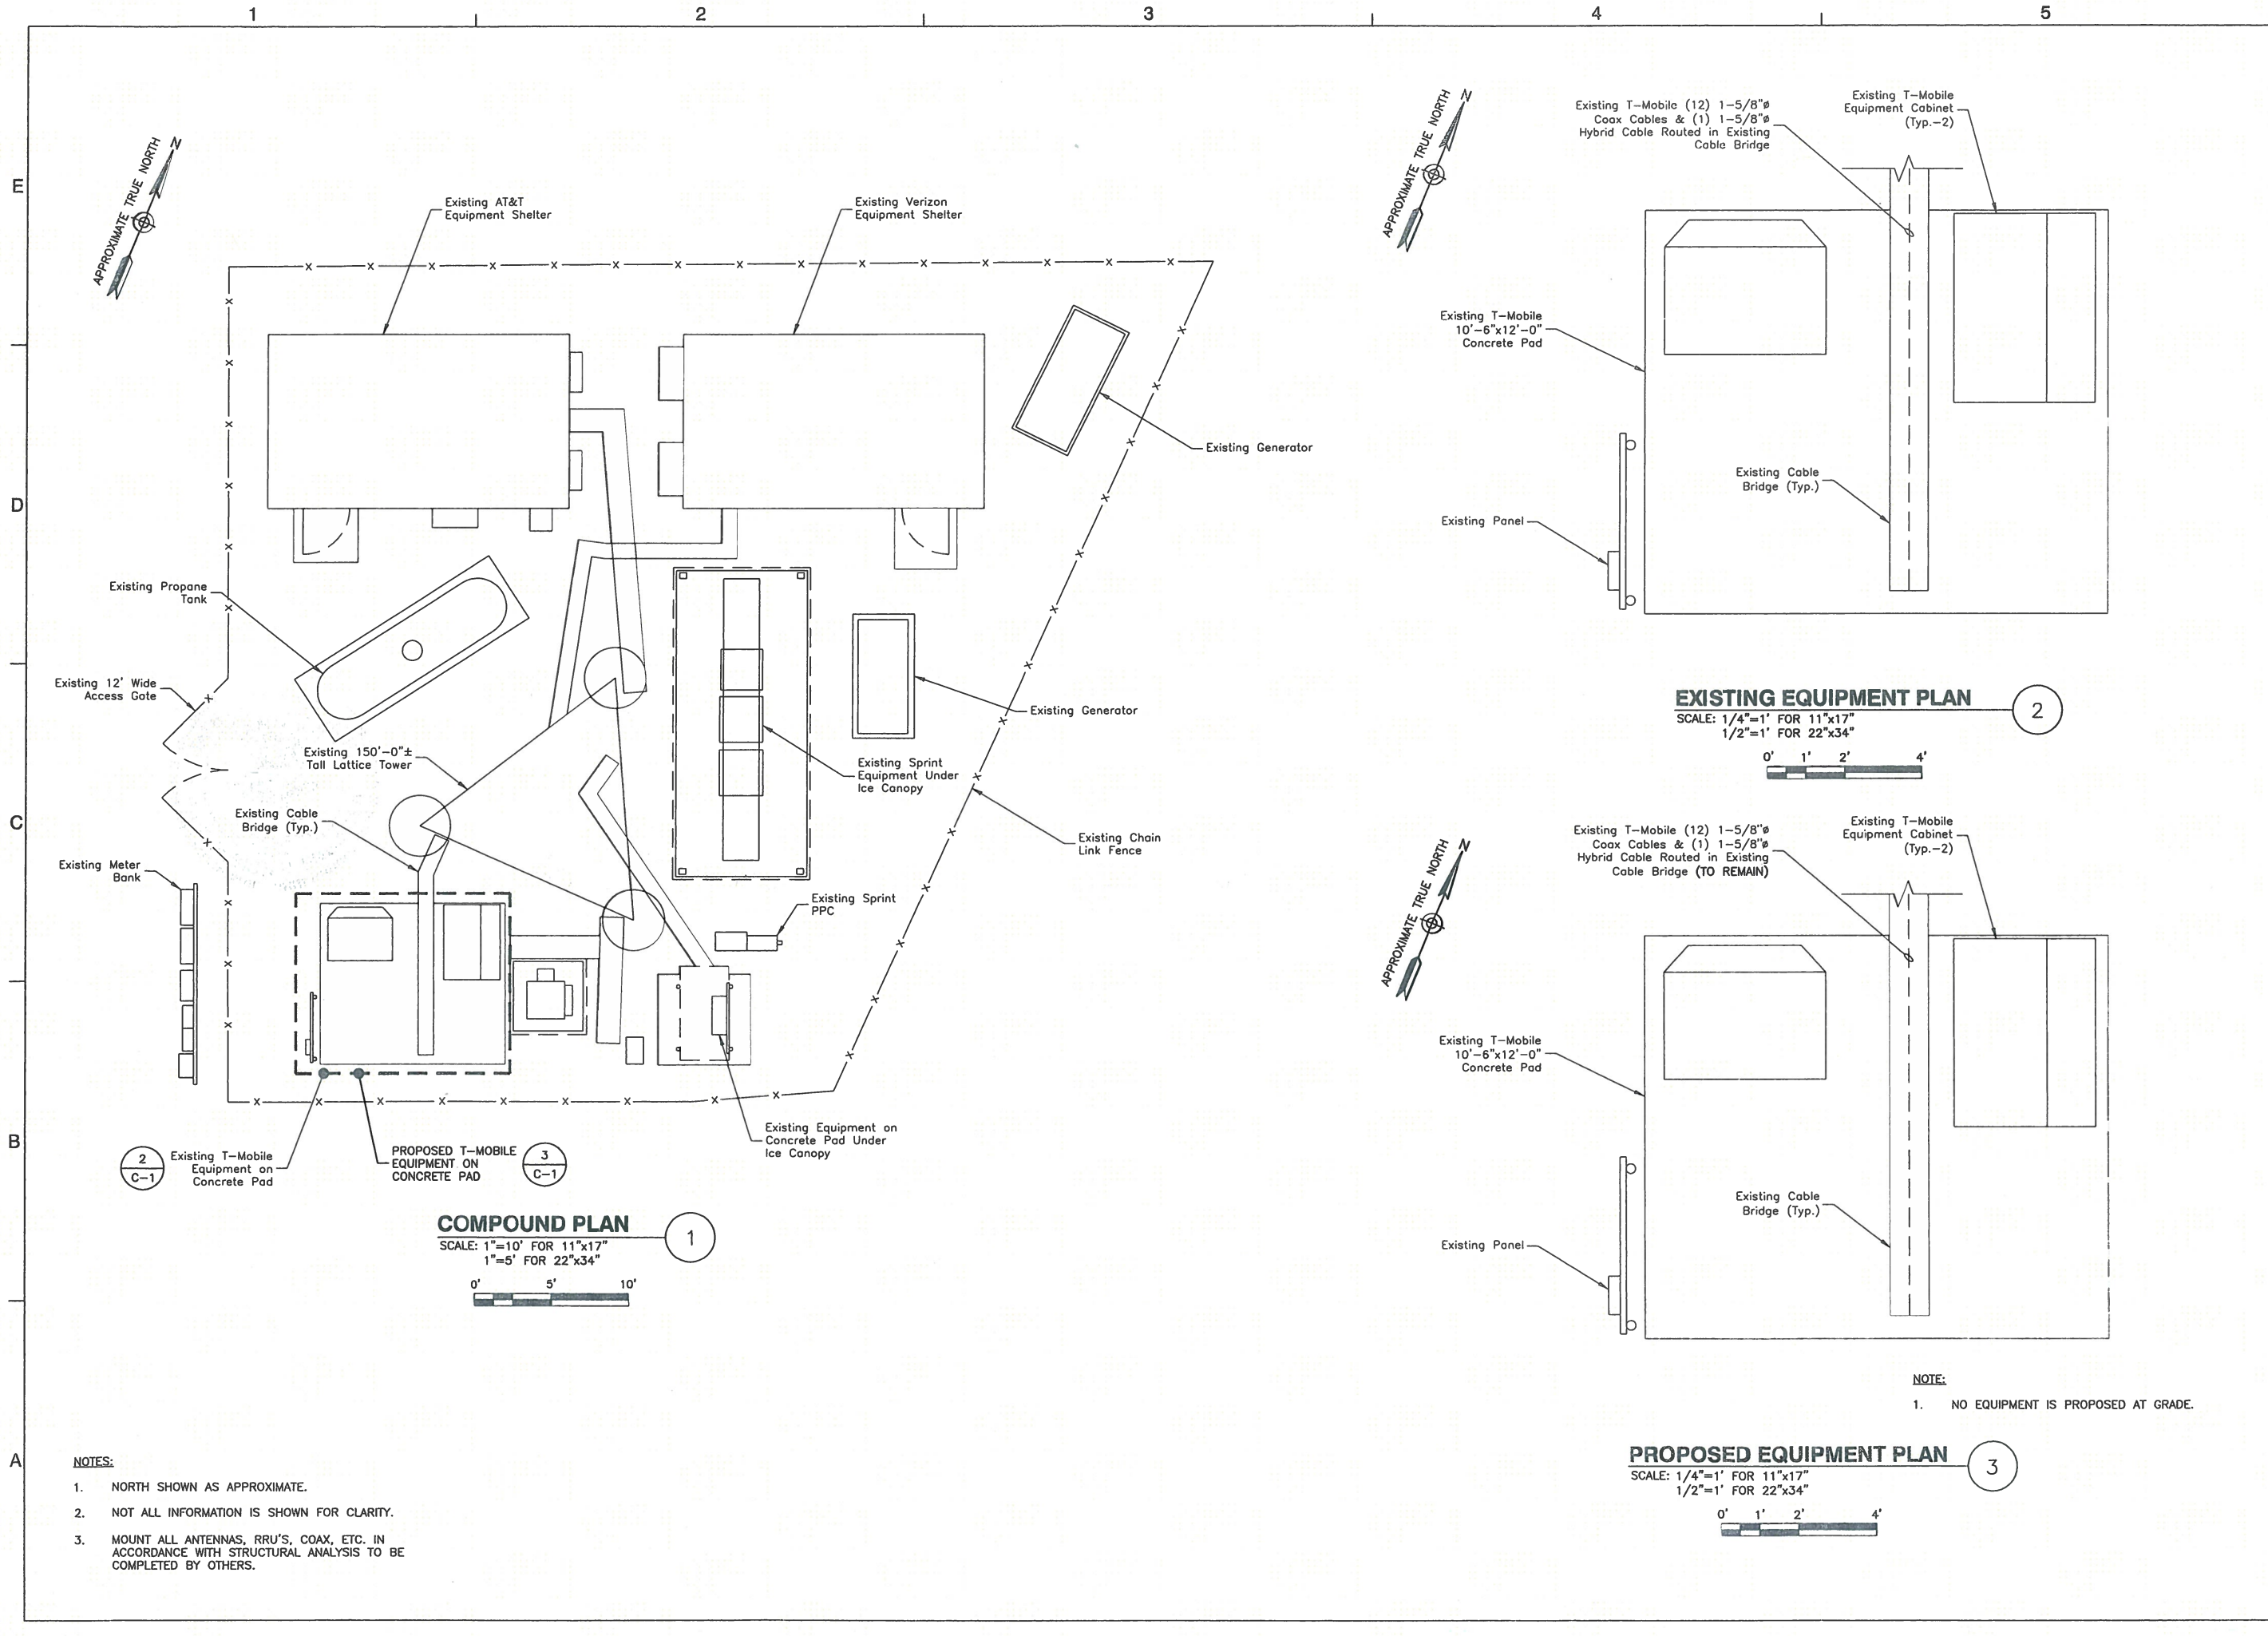 1
2
3
4
5
E
D
C
B
A
APPROXIMATE TRUE NORTH
N
Existing AT&T
Equipment Shelter
Existing Verizon
Equipment Shelter
Existing Generator
Existing Propane
Tank
Existing 12' Wide
Access Gate
Existing 150'-0"±
Tall Lattice Tower
Existing Generator
Existing Sprint
Equipment Under
Ice Canopy
Existing Cable
Bridge (Typ.)
Existing Chain
Link Fence
Existing Meter
Bank
Existing Sprint
PPC
Existing Equipment on
Concrete Pad Under
Ice Canopy
2
C-1
Existing T-Mobile
Equipment on
Concrete Pad
PROPOSED T-MOBILE
EQUIPMENT ON
CONCRETE PAD
3
C-1
COMPOUND PLAN
1
SCALE: 1"=10' FOR 11"x17"
1"=5' FOR 22"x34"
0' 5' 10'
NOTES:
1. NORTH SHOWN AS APPROXIMATE.
2. NOT ALL INFORMATION IS SHOWN FOR CLARITY.
3. MOUNT ALL ANTENNAS, RRU'S, COAX, ETC. IN
ACCORDANCE WITH STRUCTURAL ANALYSIS TO BE
COMPLETED BY OTHERS.
APPROXIMATE TRUE NORTH
N
Existing T-Mobile (12) 1-5/8"ø
Coax Cables & (1) 1-5/8"ø
Hybrid Cable Routed in Existing
Cable Bridge
Existing T-Mobile
Equipment Cabinet
(Typ.-2)
Existing T-Mobile
10'-6"x12'-0"
Concrete Pad
Existing Cable
Bridge (Typ.)
Existing Panel
EXISTING EQUIPMENT PLAN
2
SCALE: 1/4"=1' FOR 11"x17"
1/2"=1' FOR 22"x34"
0' 1' 2' 4'
APPROXIMATE TRUE NORTH
N
Existing T-Mobile (12) 1-5/8"ø
Coax Cables & (1) 1-5/8"ø
Hybrid Cable Routed in Existing
Cable Bridge (TO REMAIN)
Existing T-Mobile
Equipment Cabinet
(Typ.-2)
Existing T-Mobile
10'-6"x12'-0"
Concrete Pad
Existing Cable
Bridge (Typ.)
Existing Panel
NOTE:
1. NO EQUIPMENT IS PROPOSED AT GRADE.
PROPOSED EQUIPMENT PLAN
3
SCALE: 1/4"=1' FOR 11"x17"
1/2"=1' FOR 22"x34"
0' 1' 2' 4'